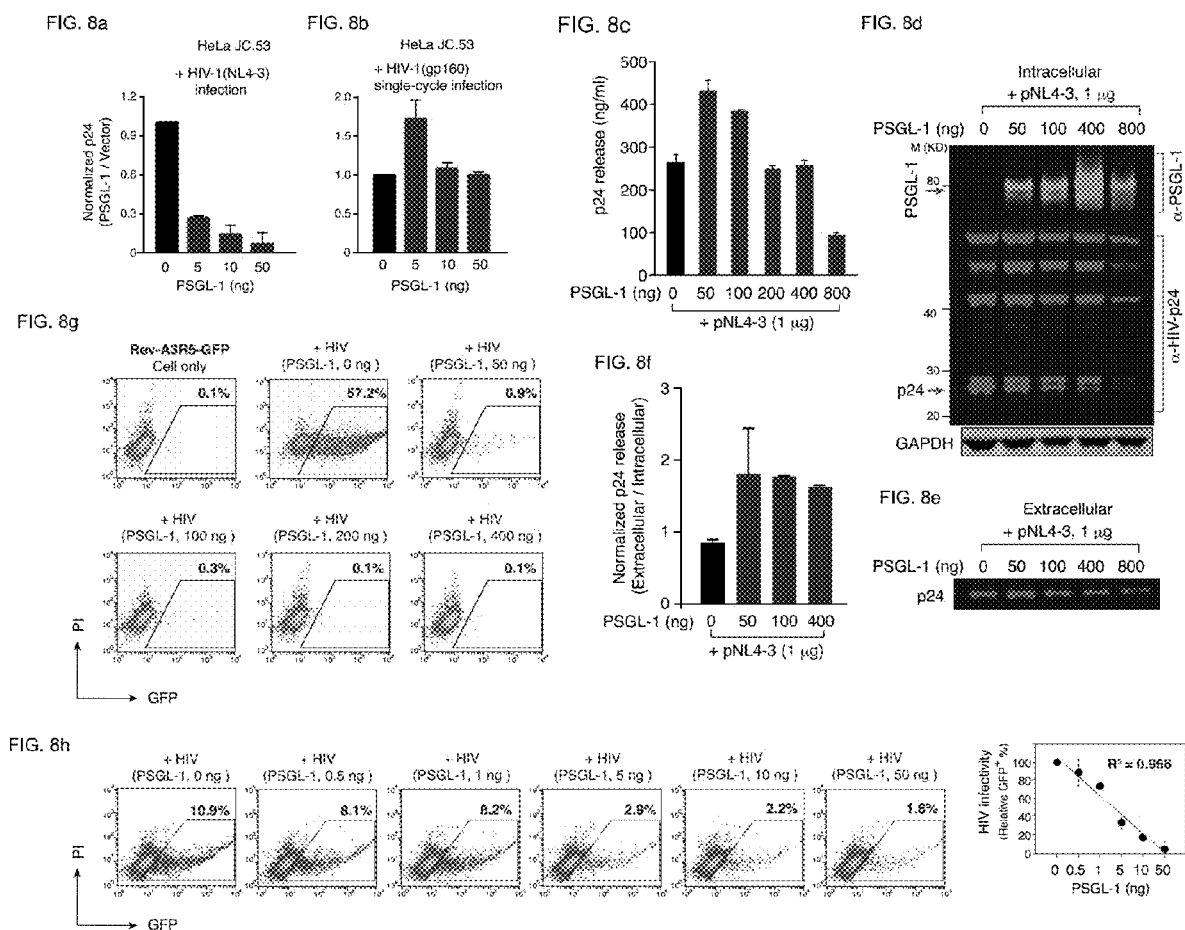 FIG. 8a
HeLa JC.53
+ HIV-1(NL4-3)
infection
Normalized p24
(PSGL-1 / Vector)
1.2
0.9
0.6
0.3
0
0 5 10 50
PSGL-1 (ng)
FIG. 8b
HeLa JC.53
+ HIV-1(gp160)
single-cycle infection
2.0
1.5
1.0
0.5
0
0 5 10 50
PSGL-1 (ng)
FIG. 8c
p24 release (ng/ml)
500
400
300
200
100
0
PSGL-1 (ng) 0 50 100 200 400 800
+ pNL4-3 (1 µg)
FIG. 8d
Intracellular
+ pNL4-3, 1 µg
PSGL-1 (ng) 0 50 100 400 800
M (KD)
PSGL-1
80
40
30
p24
20
α-PSGL-1
α-HIV-p24
GAPDH
FIG. 8e
Extracellular
+ pNL4-3, 1 µg
PSGL-1 (ng) 0 50 100 400 800
p24
FIG. 8f
Normalized p24 release
(Extracellular / Intracellular)
3
2
1
0
PSGL-1 (ng) 0 50 100 400
+ pNL4-3 (1 µg)
FIG. 8g
Rev-A3R5-GFP
Cell only
0.1%
+ HIV
(PSGL-1, 0 ng )
57.2%
+ HIV
(PSGL-1, 50 ng )
0.9%
+ HIV
(PSGL-1, 100 ng )
0.3%
+ HIV
(PSGL-1, 200 ng )
0.1%
+ HIV
(PSGL-1, 400 ng )
0.1%
PI
GFP
FIG. 8h
+ HIV
(PSGL-1, 0 ng )
10.9%
+ HIV
(PSGL-1, 0.5 ng )
8.1%
+ HIV
(PSGL-1, 1 ng )
8.2%
+ HIV
(PSGL-1, 5 ng )
2.9%
+ HIV
(PSGL-1, 10 ng )
2.2%
+ HIV
(PSGL-1, 50 ng )
PI
GFP
HIV infectivity
(Relative GFP+ %)
100
80
60
40
20
0
0 0.5 1 5 10 50
PSGL-1 (ng)